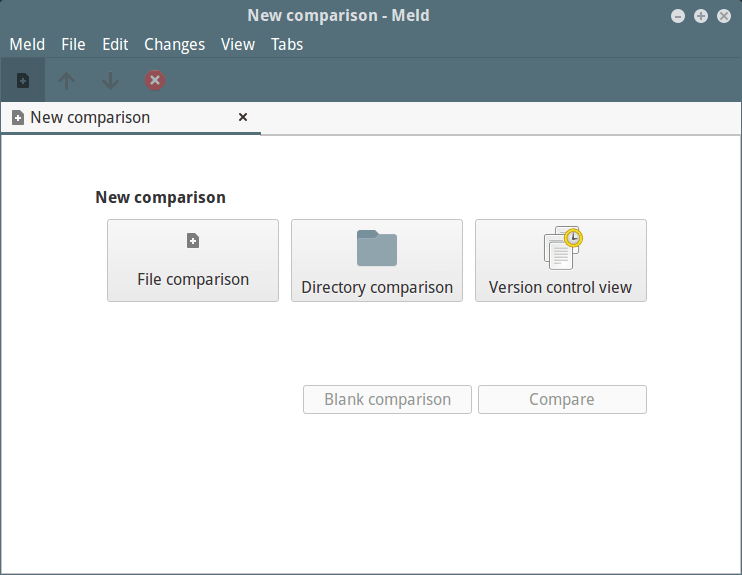 New comparison - Meld
Meld File Edit Changes View Tabs
New comparison
New comparison
File comparison Directory comparison Version control view
Blank comparison Compare